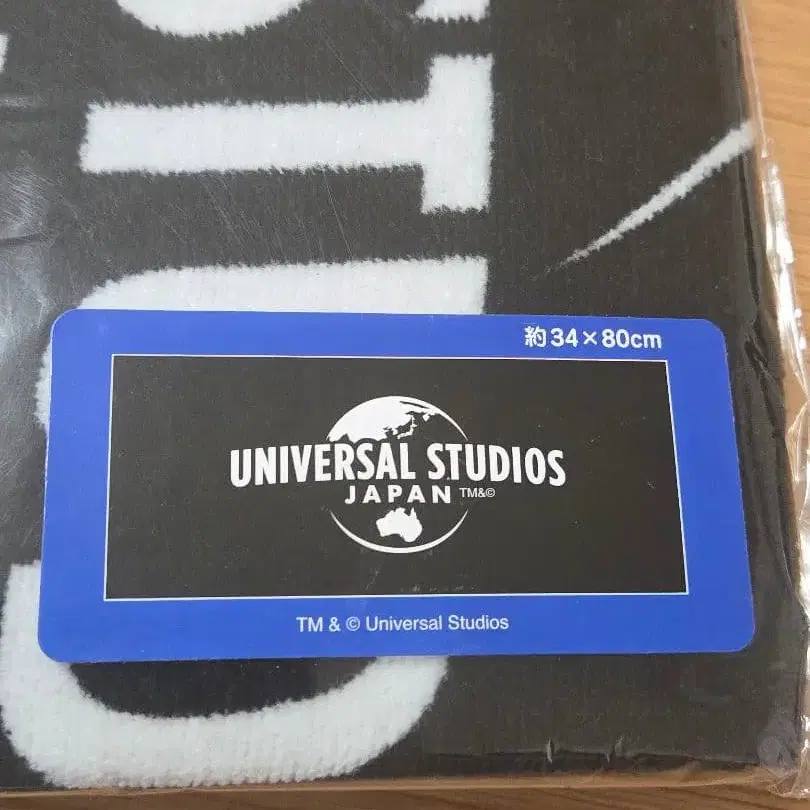 約34×80cm
UNIVERSAL STUDIOS
JAPAN TM&©
TM & © Universal Studios